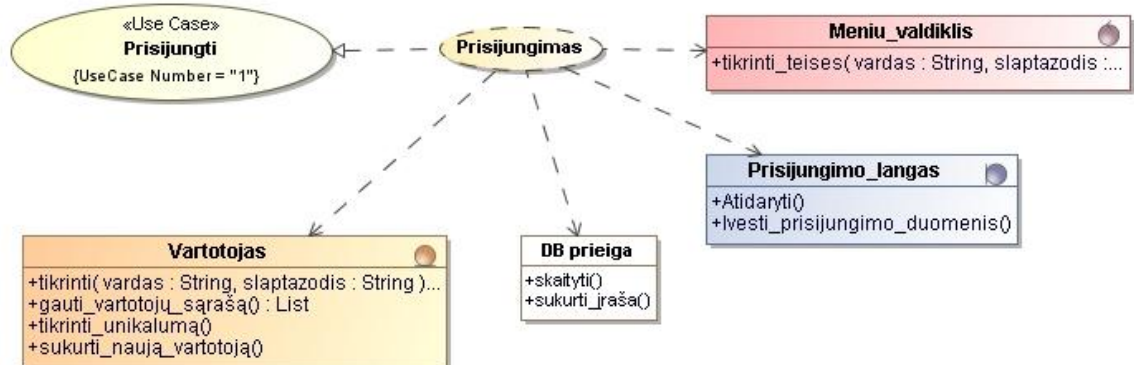 «Use Case»
Prisijungti
{UseCase Number = "1"}
Prisijungimas
Meniu_valdiklis
+tikrinti_teises( vardas : String, slaptazodis :...
Prisijungimo_langas
+Atidaryti()
+Ivesti_prisijungimo_duomenis()
Vartotojas
+tikrinti( vardas : String, slaptazodis : String )...
+gauti_vartotojų_sąrašą() : List
+tikrinti_unikalumą()
+sukurti_naują_vartotoją()
DB prieiga
+skaityti()
+sukurti_įraša()